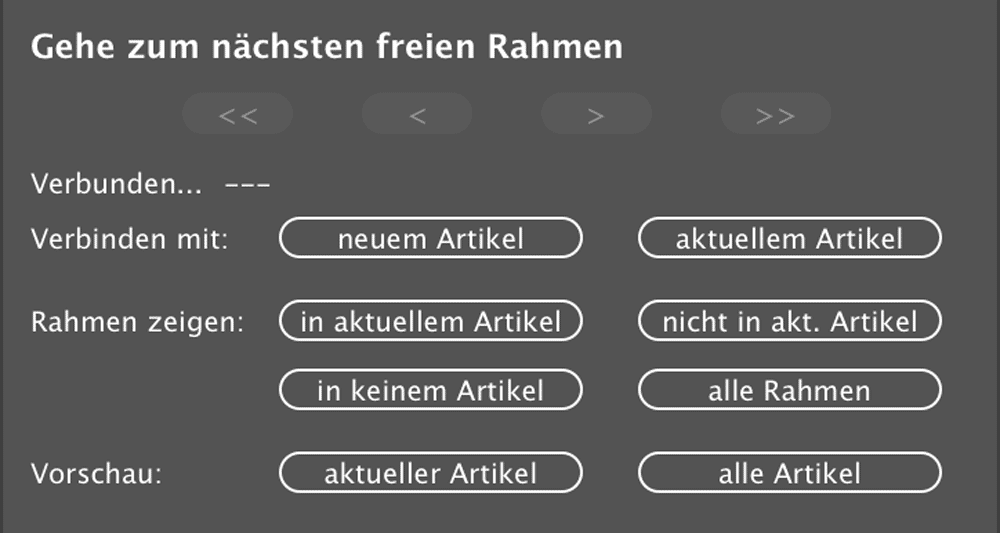 Gehe zum nächsten freien Rahmen
<< < > >>
Verbunden... ---
Verbinden mit: neuem Artikel aktuellem Artikel
Rahmen zeigen: in aktuellem Artikel nicht in akt. Artikel
in keinem Artikel alle Rahmen
Vorschau: aktueller Artikel alle Artikel